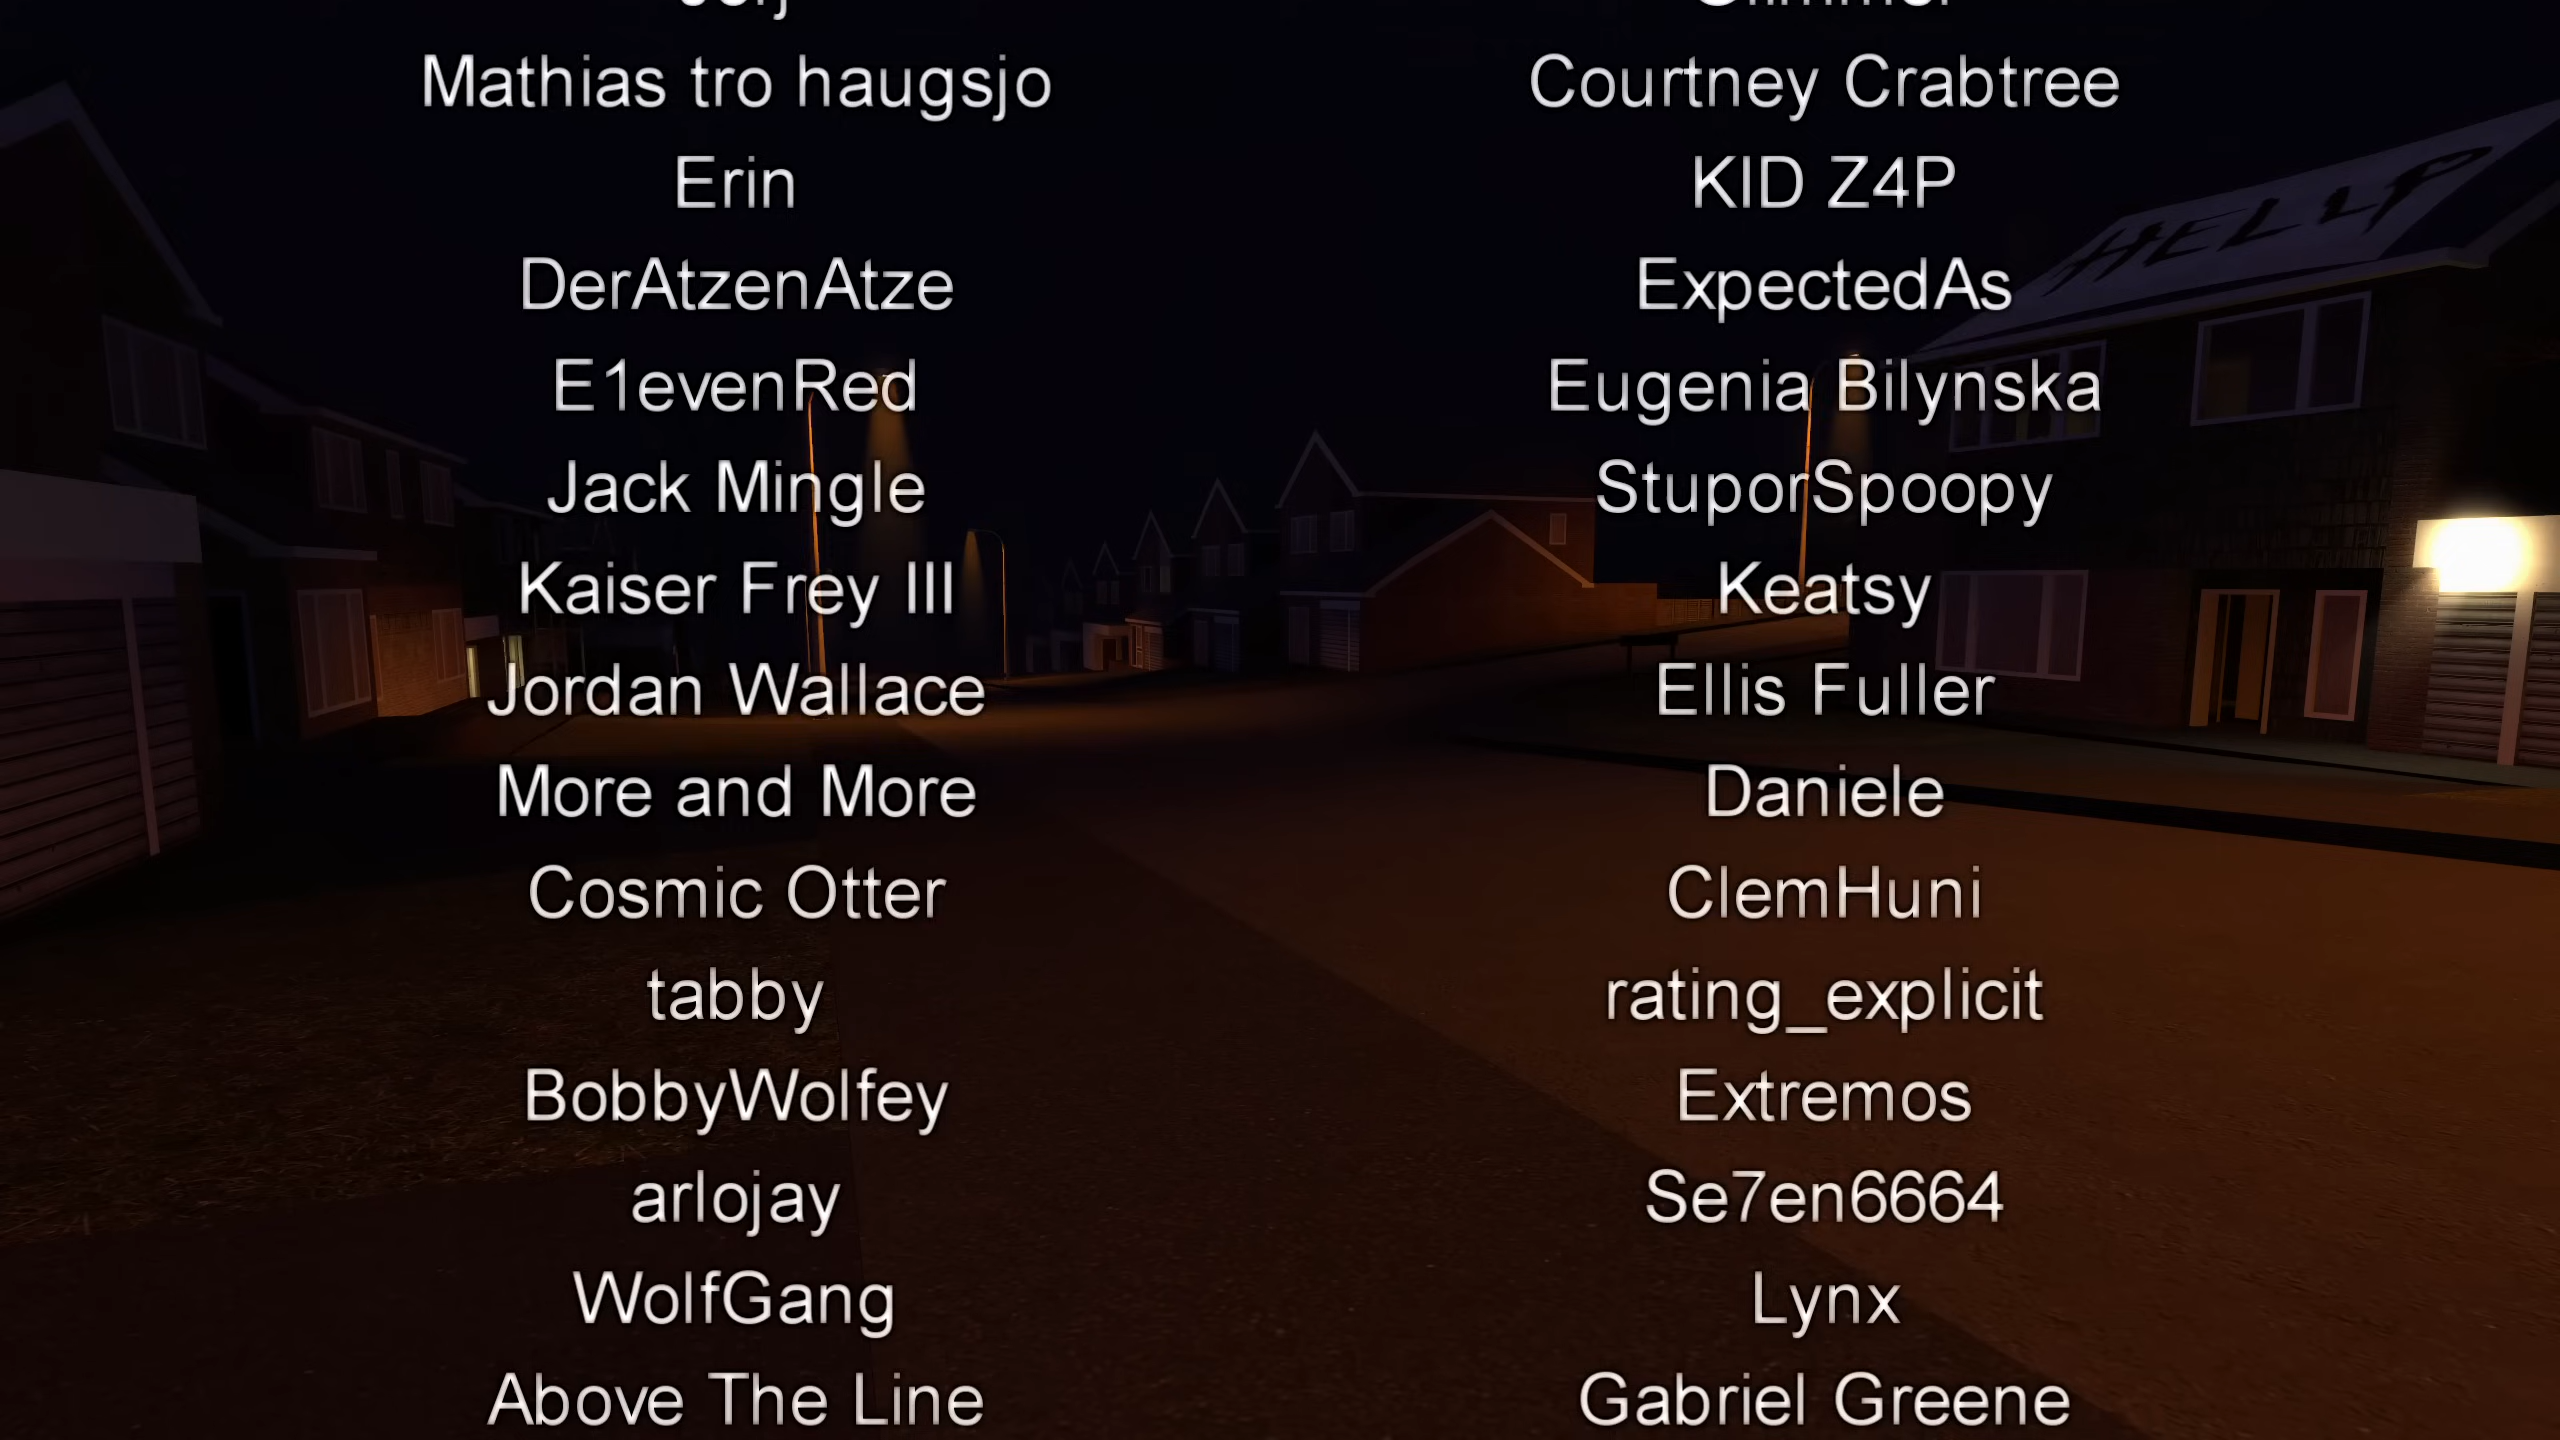 Mathias tro haugsjo
Courtney Crabtree
Erin
KID Z4P
HELLP
DerAtzenAtze
ExpectedAs
E1evenRed
Eugenia Bilynska
Jack Mingle
StuporSpoopy
Kaiser Frey III
Keatsy
Jordan Wallace
Ellis Fuller
More and More
Daniele
Cosmic Otter
ClemHuni
tabby
rating_explicit
BobbyWolfey
Extremos
arlojay
Se7en6664
WolfGang
Lynx
Above The Line
Gabriel Greene